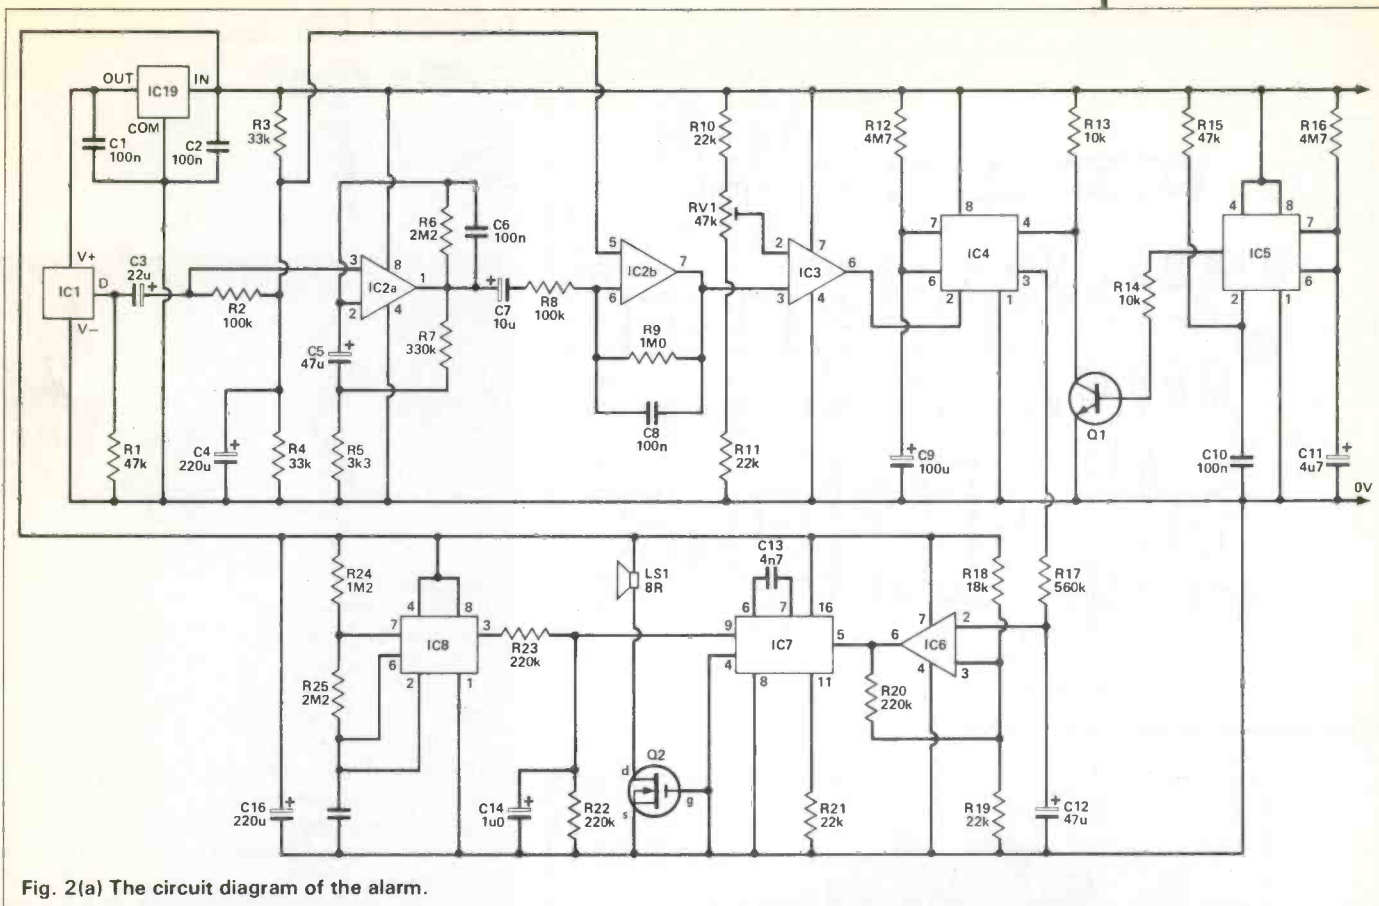 OUT
IC19
IN
COM
C1
100n
C2
100n
R3
33k
R10
22k
R12
4M7
R13
10k
R15
47k
R16
4M7
RV1
47k
R6
2M2
C6
100n
V+
IC1
D
V−
C3
22u
+
R2
100k
3
8
IC2a
1
2
4
C5
47u
+
R7
330k
+
C7
10u
R8
100k
5
IC2b
7
6
R9
1M0
C8
100n
2
7
IC3
6
3
4
8
7
4
IC4
6
3
2
1
4
8
7
IC5
6
2
1
R14
10k
Q1
R1
47k
C4
220u
+
R4
33k
R5
3k3
R11
22k
C9
100u
+
C10
100n
C11
4u7
+
0V
R24
1M2
4
8
7
IC8
3
6
2
1
R23
220k
R25
2M2
LS1
8R
C13
4n7
6
7
16
9
IC7
5
4
8
11
R18
18k
R17
560k
7
2
6
IC6
4
3
R20
220k
C16
220u
+
C14
1u0
+
R22
220k
Q2
d
g
s
R21
22k
R19
22k
C12
47u
+
Fig. 2(a) The circuit diagram of the alarm.